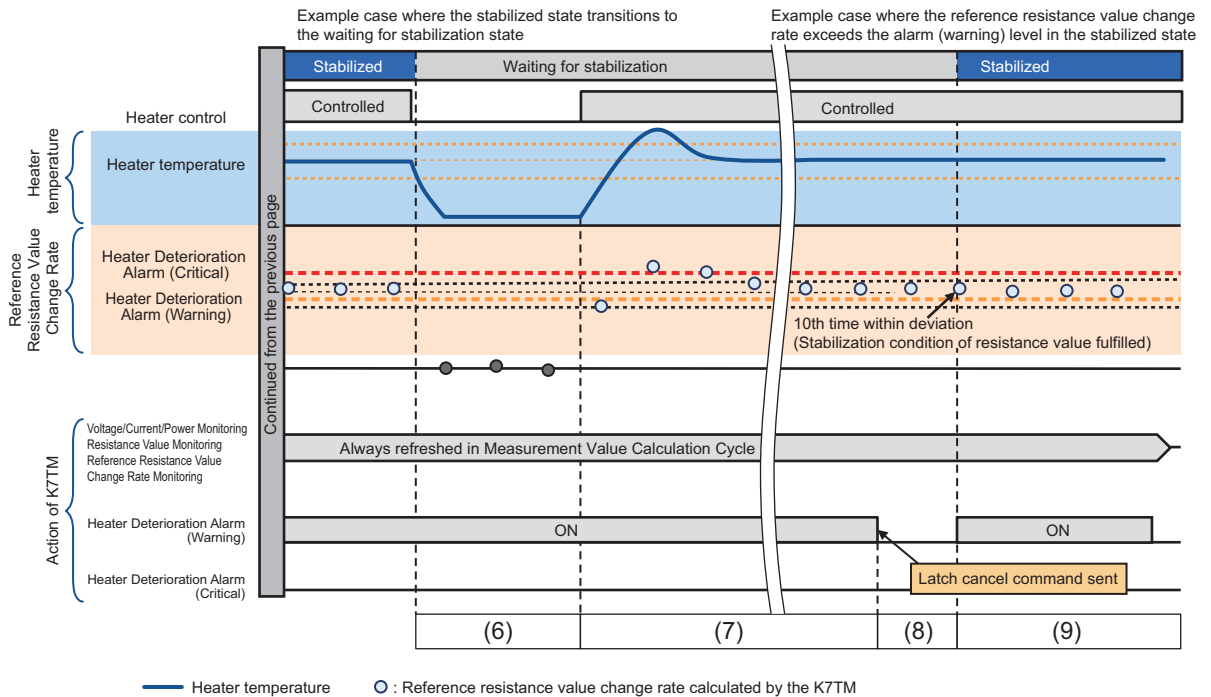 Example case where the stabilized state transitions to
the waiting for stabilization state
Example case where the reference resistance value change
rate exceeds the alarm (warning) level in the stabilized state
Stabilized
Waiting for stabilization
Stabilized
Heater control
Controlled
Controlled
Heater
temperature
Heater temperature
Continued from the previous page
Reference
Resistance Value
Change Rate
Heater Deterioration
Alarm (Critical)
Heater Deterioration
Alarm (Warning)
10th time within deviation
(Stabilization condition of resistance value fulfilled)
Action of K7TM
Voltage/Current/Power Monitoring
Resistance Value Monitoring
Reference Resistance Value
Change Rate Monitoring
Always refreshed in Measurement Value Calculation Cycle
Heater Deterioration Alarm
(Warning)
ON
ON
Latch cancel command sent
Heater Deterioration Alarm
(Critical)
(6)
(7)
(8)
(9)
Heater temperature
: Reference resistance value change rate calculated by the K7TM